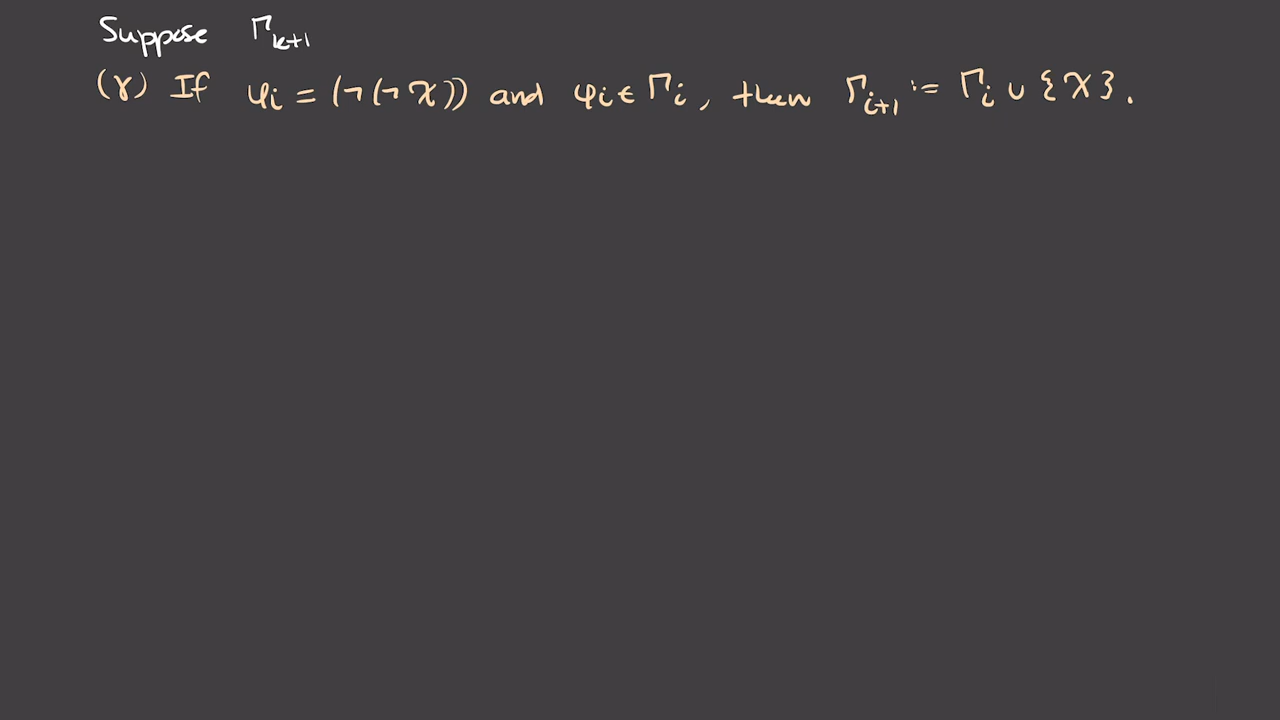 Suppose Γ_{k+1}
(γ) If φ_i = (¬(¬χ)) and φ_i ∈ Γ_i, then Γ_{i+1} := Γ_i ∪ {χ}.